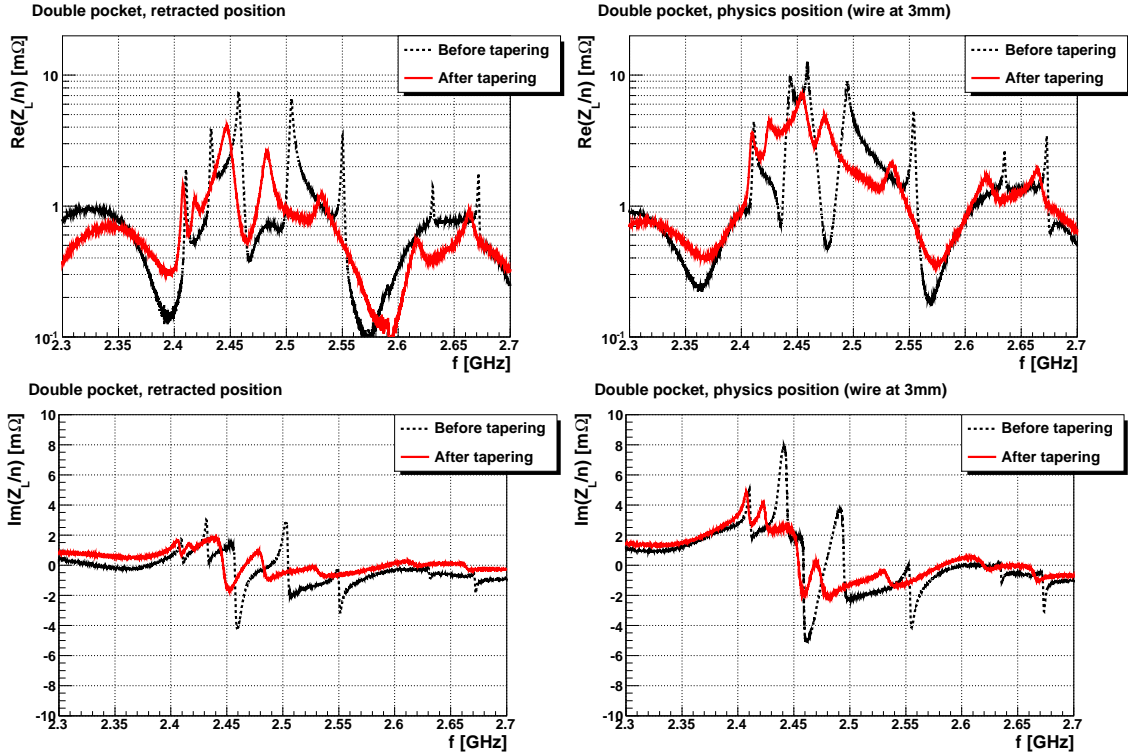 Double pocket, retracted position
Re(Z_L/n) [mΩ]
10
1
10^-1
Before tapering
After tapering
2.3 2.35 2.4 2.45 2.5 2.55 2.6 2.65 2.7
f [GHz]
Double pocket, physics position (wire at 3mm)
Re(Z_L/n) [mΩ]
10
1
10^-1
Before tapering
After tapering
2.3 2.35 2.4 2.45 2.5 2.55 2.6 2.65 2.7
f [GHz]
Double pocket, retracted position
Im(Z_L/n) [mΩ]
10
8
6
4
2
0
-2
-4
-6
-8
-10
Before tapering
After tapering
2.3 2.35 2.4 2.45 2.5 2.55 2.6 2.65 2.7
f [GHz]
Double pocket, physics position (wire at 3mm)
Im(Z_L/n) [mΩ]
10
8
6
4
2
0
-2
-4
-6
-8
-10
Before tapering
After tapering
2.3 2.35 2.4 2.45 2.5 2.55 2.6 2.65 2.7
f [GHz]